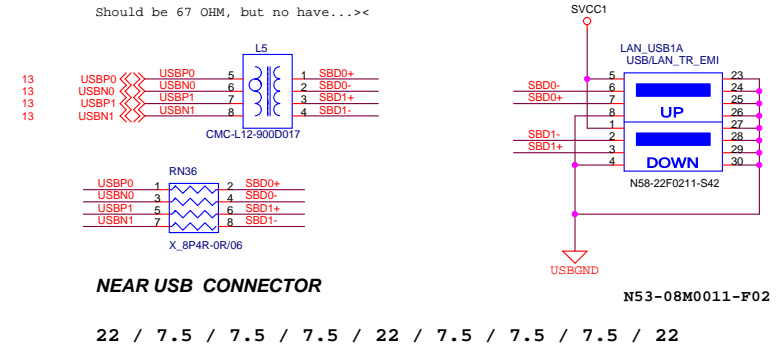 Should be 67 OHM, but no have...><
L5
13 USBP0 USBP0 5 1 SBD0+
13 USBN0 USBN0 6 2 SBD0-
13 USBP1 USBP1 7 3 SBD1+
13 USBN1 USBN1 8 4 SBD1-
CMC-L12-900D017
RN36
USBP0 1 2 SBD0+
USBN0 3 4 SBD0-
USBP1 5 6 SBD1+
USBN1 7 8 SBD1-
X_8P4R-0R/06
NEAR USB CONNECTOR
SVCC1
LAN_USB1A
USB/LAN_TR_EMI
5 23
SBD0- 6 24
SBD0+ 7 25
8 UP 26
1 27
SBD1- 2 28
SBD1+ 3 29
4 DOWN 30
N58-22F0211-S42
USBGND
N53-08M0011-F02
22 / 7.5 / 7.5 / 7.5 / 22 / 7.5 / 7.5 / 7.5 / 22